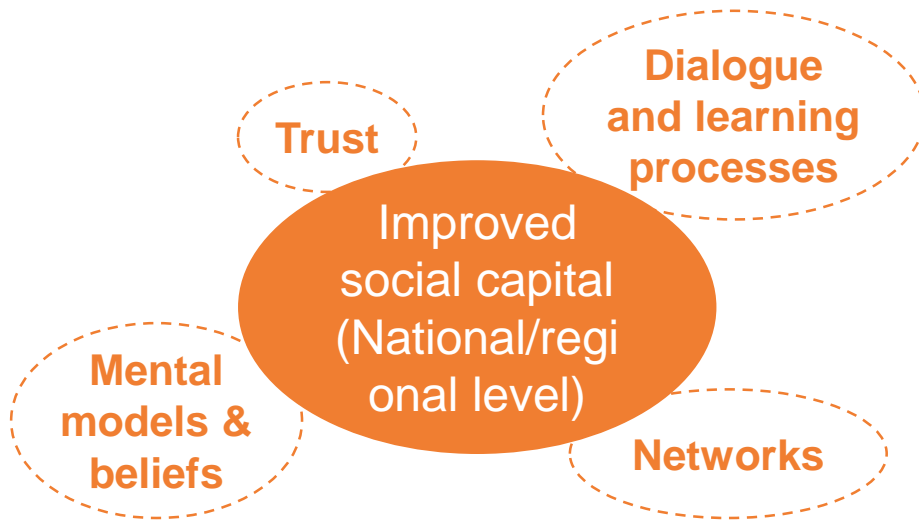 Dialogue
and learning
processes
Trust
Improved
social capital
(National/regi
onal level)
Mental
models &
beliefs
Networks